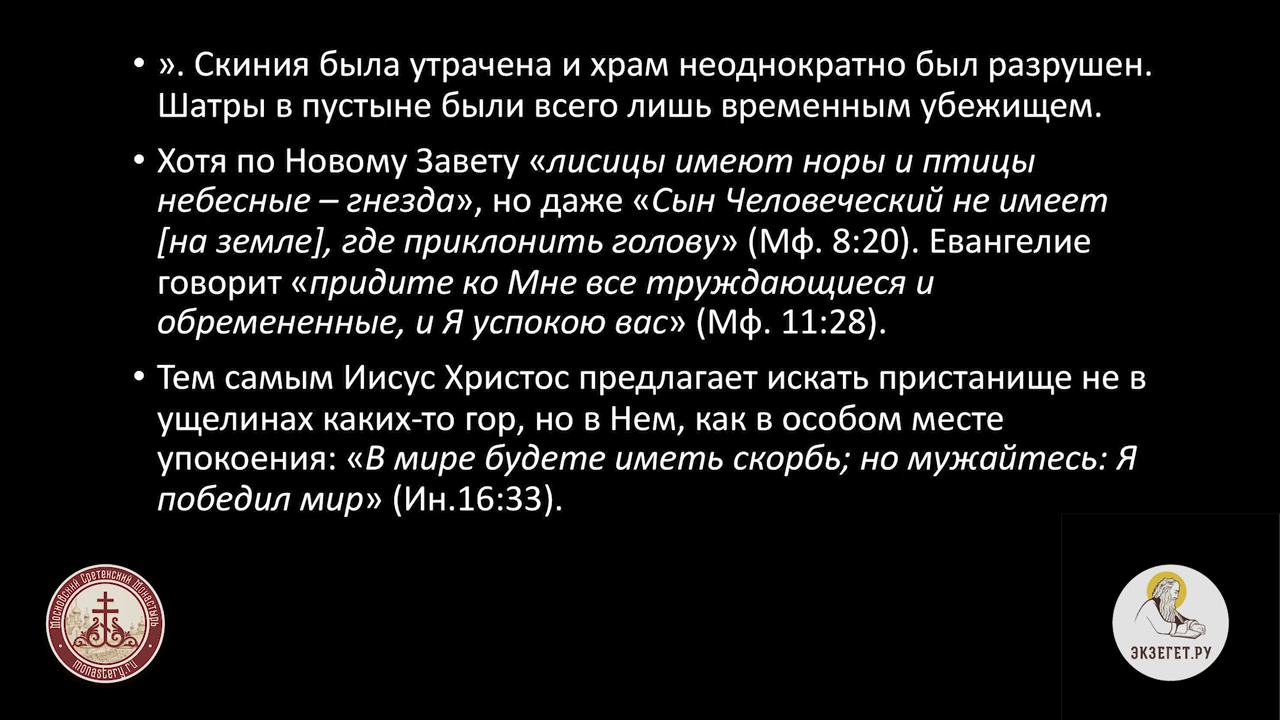 • ». Скиния была утрачена и храм неоднократно был разрушен.
Шатры в пустыне были всего лишь временным убежищем.
• Хотя по Новому Завету «лисицы имеют норы и птицы
небесные – гнезда», но даже «Сын Человеческий не имеет
[на земле], где приклонить голову» (Мф. 8:20). Евангелие
говорит «придите ко Мне все труждающиеся и
обремененные, и Я успокою вас» (Мф. 11:28).
• Тем самым Иисус Христос предлагает искать пристанище не в
ущелинах каких-то гор, но в Нем, как в особом месте
упокоения: «В мире будете иметь скорбь; но мужайтесь: Я
победил мир» (Ин.16:33).
Московский Сретенский Монастырь
monastery.ru
ЭКЗЕГЕТ.РУ